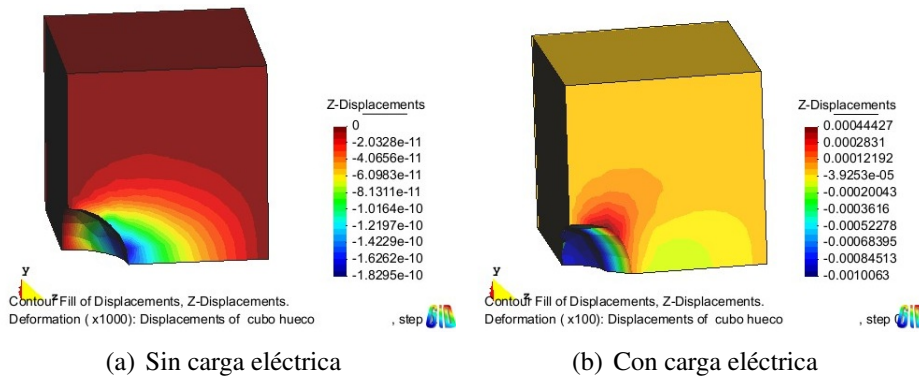 Z-Displacements
0
-2.0328e-11
-4.0656e-11
-6.0983e-11
-8.1311e-11
-1.0164e-10
-1.2197e-10
-1.4229e-10
-1.6262e-10
-1.8295e-10
y
z
Contour Fill of Displacements, Z-Displacements.
Deformation ( x1000): Displacements of cubo hueco
, step
GiD
(a) Sin carga eléctrica
Z-Displacements
0.00044427
0.0002831
0.00012192
-3.9253e-05
-0.00020043
-0.0003616
-0.00052278
-0.00068395
-0.00084513
-0.0010063
y
z
Contour Fill of Displacements, Z-Displacements.
Deformation ( x100): Displacements of cubo hueco
, step
GiD
(b) Con carga eléctrica